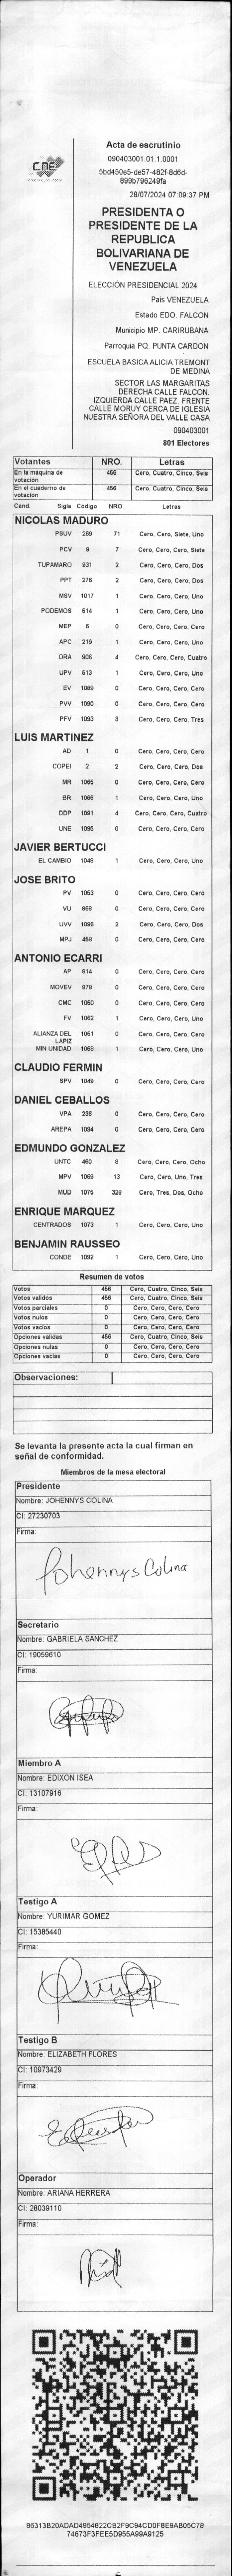 CNE
Acta de escrutinio
090403001.01.1.0001
5bd450e5-de57-482f-8d6d-
899b796249fa
28/07/2024 07:09:37 PM
PRESIDENTA O
PRESIDENTE DE LA
REPUBLICA
BOLIVARIANA DE
VENEZUELA
ELECCIÓN PRESIDENCIAL 2024
Pais VENEZUELA
Estado EDO. FALCON
Municipio MP. CARIRUBANA
Parroquia PQ. PUNTA CARDON
ESCUELA BASICA ALICIA TREMONT
DE MEDINA
SECTOR LAS MARGARITAS
DERECHA CALLE FALCON.
IZQUIERDA CALLE PAEZ. FRENTE
CALLE MORUY CERCA DE IGLESIA
NUESTRA SEÑORA DEL VALLE CASA
090403001
801 Electores
Votantes NRO. Letras
En la maquina de votación 456 Cero, Cuatro, Cinco, Seis
En el cuaderno de votación 456 Cero, Cuatro, Cinco, Seis
Cand. Sigla Codigo NRO. Letras
NICOLAS MADURO
PSUV 269 71 Cero, Cero, Siete, Uno
PCV 9 7 Cero, Cero, Cero, Siete
TUPAMARO 931 2 Cero, Cero, Cero, Dos
PPT 276 2 Cero, Cero, Cero, Dos
MSV 1017 1 Cero, Cero, Cero, Uno
PODEMOS 514 1 Cero, Cero, Cero, Uno
MEP 6 0 Cero, Cero, Cero, Cero
APC 219 1 Cero, Cero, Cero, Uno
ORA 906 4 Cero, Cero, Cero, Cuatro
UPV 513 1 Cero, Cero, Cero, Uno
EV 1089 0 Cero, Cero, Cero, Cero
PVV 1090 0 Cero, Cero, Cero, Cero
PFV 1093 3 Cero, Cero, Cero, Tres
LUIS MARTINEZ
AD 1 0 Cero, Cero, Cero, Cero
COPEI 2 2 Cero, Cero, Cero, Dos
MR 1065 0 Cero, Cero, Cero, Cero
BR 1066 1 Cero, Cero, Cero, Uno
DDP 1091 4 Cero, Cero, Cero, Cuatro
UNE 1095 0 Cero, Cero, Cero, Cero
JAVIER BERTUCCI
EL CAMBIO 1048 1 Cero, Cero, Cero, Uno
JOSE BRITO
PV 1053 0 Cero, Cero, Cero, Cero
VU 868 0 Cero, Cero, Cero, Cero
UVV 1096 2 Cero, Cero, Cero, Dos
MPJ 458 0 Cero, Cero, Cero, Cero
ANTONIO ECARRI
AP 814 0 Cero, Cero, Cero, Cero
MOVEV 878 0 Cero, Cero, Cero, Cero
CMC 1050 0 Cero, Cero, Cero, Cero
FV 1062 1 Cero, Cero, Cero, Uno
ALIANZA DEL LAPIZ 1051 0 Cero, Cero, Cero, Cero
MIN UNIDAD 1068 1 Cero, Cero, Cero, Uno
CLAUDIO FERMIN
SPV 1049 0 Cero, Cero, Cero, Cero
DANIEL CEBALLOS
VPA 236 0 Cero, Cero, Cero, Cero
AREPA 1094 0 Cero, Cero, Cero, Cero
EDMUNDO GONZALEZ
UNTC 460 8 Cero, Cero, Cero, Ocho
MPV 1069 13 Cero, Cero, Uno, Tres
MUD 1075 328 Cero, Tres, Dos, Ocho
ENRIQUE MARQUEZ
CENTRADOS 1073 1 Cero, Cero, Cero, Uno
BENJAMIN RAUSSEO
CONDE 1092 1 Cero, Cero, Cero, Uno
Resumen de votos
Votos 456 Cero, Cuatro, Cinco, Seis
Votos validos 456 Cero, Cuatro, Cinco, Seis
Votos parciales 0 Cero, Cero, Cero, Cero
Votos nulos 0 Cero, Cero, Cero, Cero
Votos vacios 0 Cero, Cero, Cero, Cero
Opciones validas 456 Cero, Cuatro, Cinco, Seis
Opciones nulas 0 Cero, Cero, Cero, Cero
Opciones vacias 0 Cero, Cero, Cero, Cero
Observaciones:
Se levanta la presente acta la cual firman en
señal de conformidad.
Miembros de la mesa electoral
Presidente
Nombre: JOHENNYS COLINA
CI: 27230703
Firma:
Johennys Colina
Secretario
Nombre: GABRIELA SANCHEZ
CI: 19059610
Firma:
Miembro A
Nombre: EDIXON ISEA
CI: 13107916
Firma:
Testigo A
Nombre: YURIMAR GOMEZ
CI: 15385440
Firma:
Testigo B
Nombre: ELIZABETH FLORES
CI: 10973429
Firma:
Operador
Nombre: ARIANA HERRERA
CI: 28039110
Firma:
86313B20ADAD4954822CB2F9C94CD0F8E9AB05C78
74673F3FEE5D955A99A9125